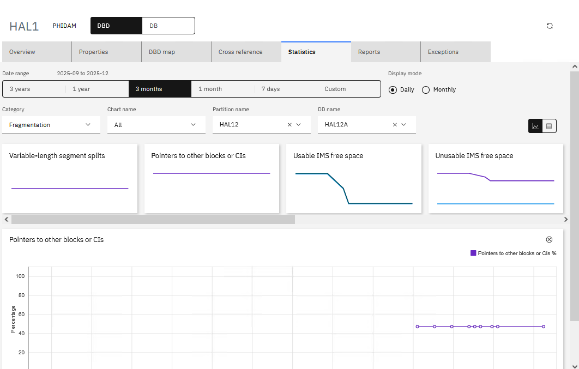 HAL1 PHIDAM DBD DB
Overview Properties DBD map Cross reference Statistics Reports Exceptions
Date range 2025-09 to 2025-12 Display mode
3 years 1 year 3 months 1 month 7 days Custom Daily Monthly
Category Chart name Partition name DB name
Fragmentation All HAL12 HAL12A
Variable-length segment splits Pointers to other blocks or CIs Usable IMS free space Unusable IMS free space
Pointers to other blocks or CIs
Pointers to other blocks or CIs %
100
80
60
40
20
Percentage